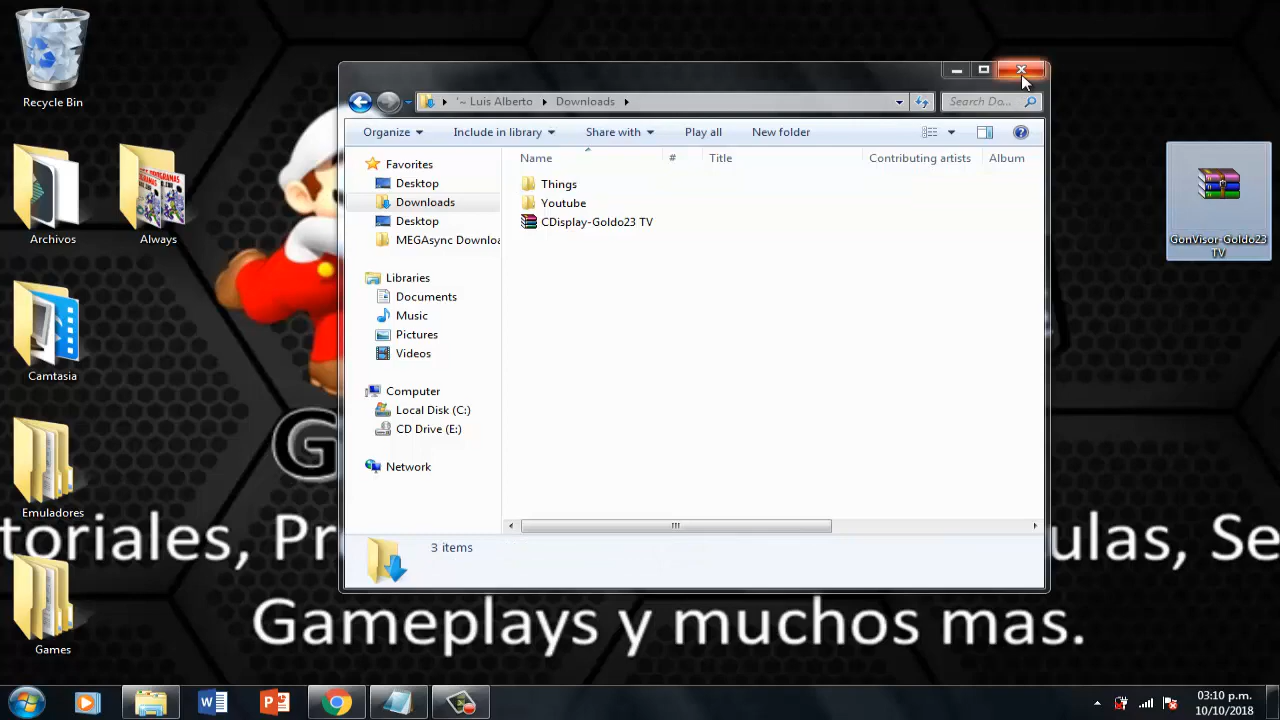 Recycle Bin
Archivos
Always
Camtasia
Emuladores
Games
'~ Luis Alberto
Downloads
Search Do...
Organize
Include in library
Share with
Play all
New folder
Name
#
Title
Contributing artists
Album
Favorites
Desktop
Downloads
Desktop
MEGAsync Downlo
Libraries
Documents
Music
Pictures
Videos
Computer
Local Disk (C:)
CD Drive (E:)
Network
Things
Youtube
CDisplay-Goldo23 TV
3 items
GonVisor-Goldo23
TV
G
toriales, Pr
ulas, Se
Gameplays y muchos mas.
03:10 p.m.
10/10/2018